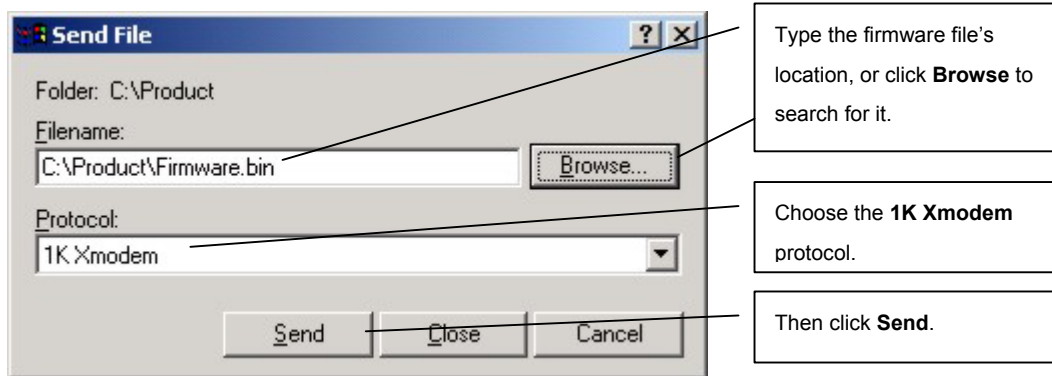 Send File
Folder: C:\Product
Filename:
C:\Product\Firmware.bin
Browse...
Protocol:
1K Xmodem
Send
Close
Cancel
Type the firmware file’s
location, or click Browse to
search for it.
Choose the 1K Xmodem
protocol.
Then click Send.